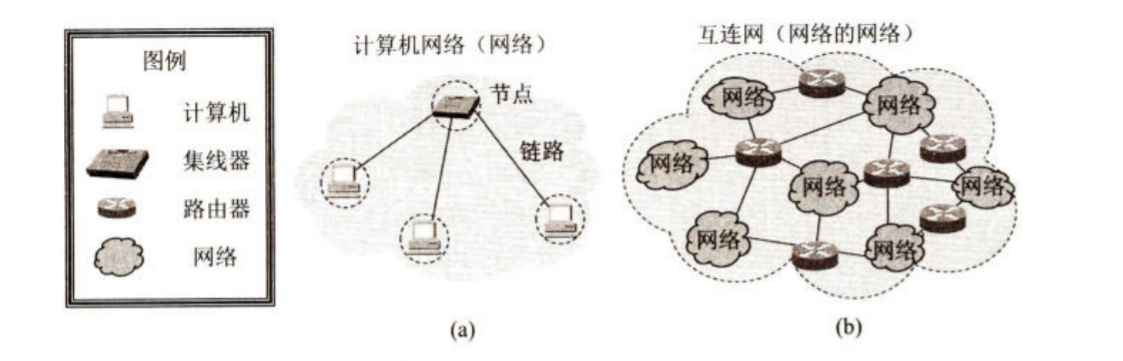 图例
计算机
集线器
路由器
网络
计算机网络（网络）
节点
链路
(a)
互连网（网络的网络）
网络
网络
网络
网络
网络
网络
网络
(b)